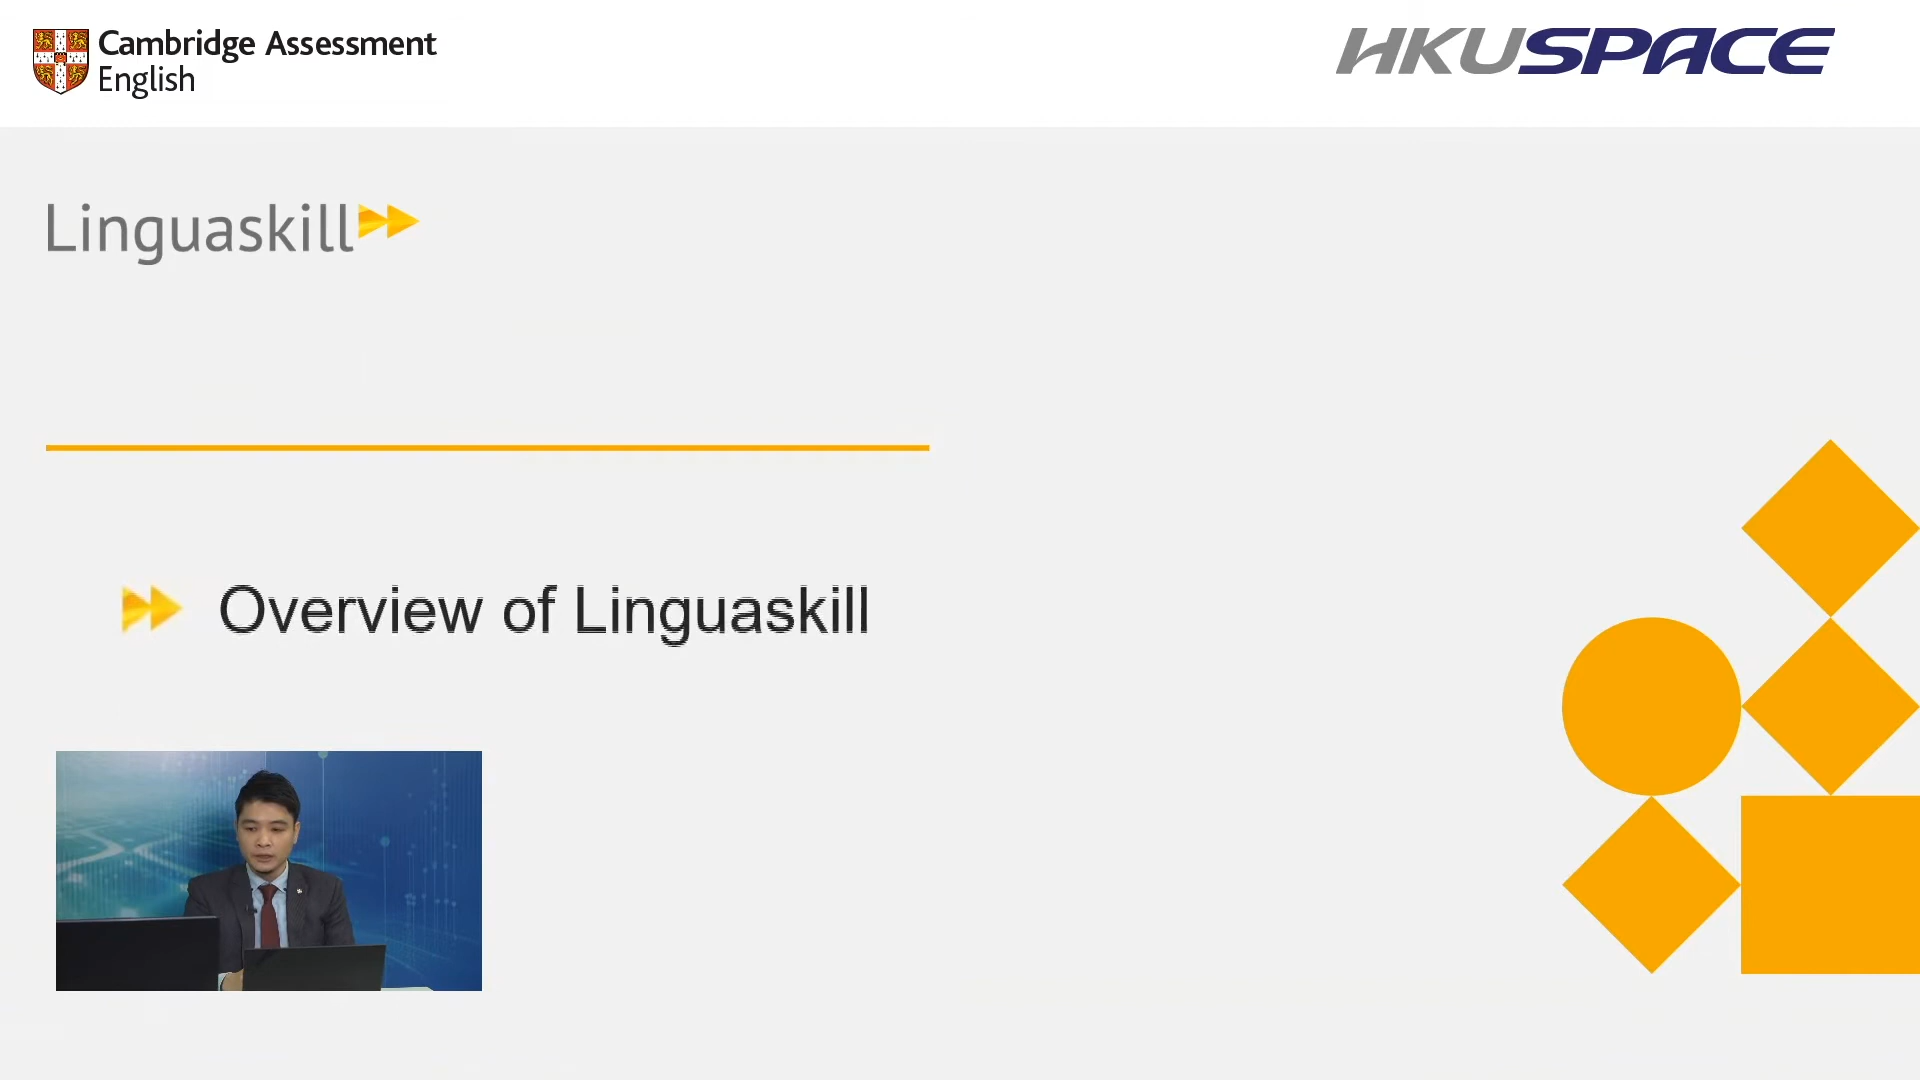 Cambridge Assessment
English
HKUSPACE
Linguaskill
Overview of Linguaskill